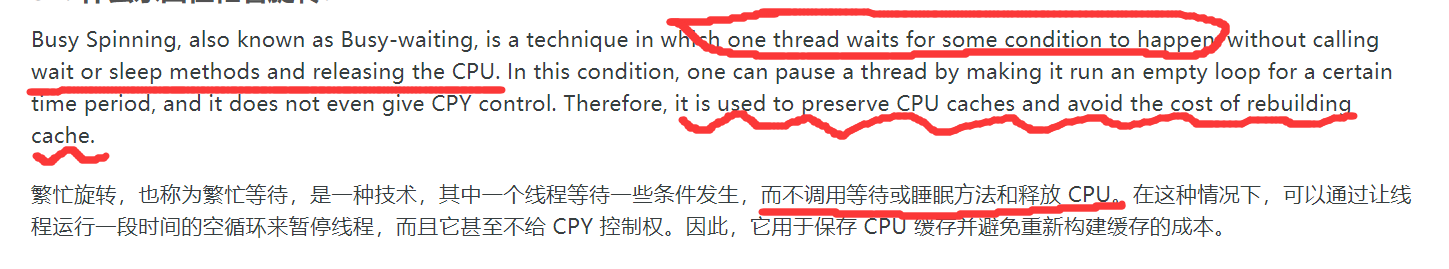 Busy Spinning, also known as Busy-waiting, is a technique in which one thread waits for some condition to happen without calling
wait or sleep methods and releasing the CPU. In this condition, one can pause a thread by making it run an empty loop for a certain
time period, and it does not even give CPY control. Therefore, it is used to preserve CPU caches and avoid the cost of rebuilding
cache.
繁忙旋转，也称为繁忙等待，是一种技术，其中一个线程等待一些条件发生，而不调用等待或睡眠方法和释放 CPU。在这种情况下，可以通过让线
程运行一段时间的空循环来暂停线程，而且它甚至不给 CPY 控制权。因此，它用于保存 CPU 缓存并避免重新构建缓存的成本。